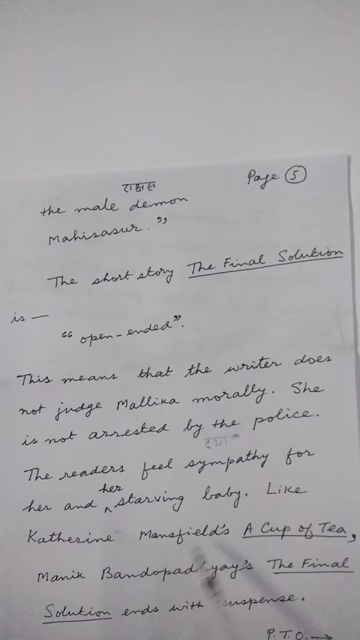 Page 5
राक्षस
the male demon
Mahisasur.”
The short story The Final Solution
is —
“open-ended”.
This means that the writer does
not judge Mallika morally. She
is not arrested by the police.
The readers feel sympathy for
her and her starving baby. Like
Katherine Mansfield's A Cup of Tea,
Manik Bandopadyay's The Final
Solution ends with suspense.
P.T.O. →